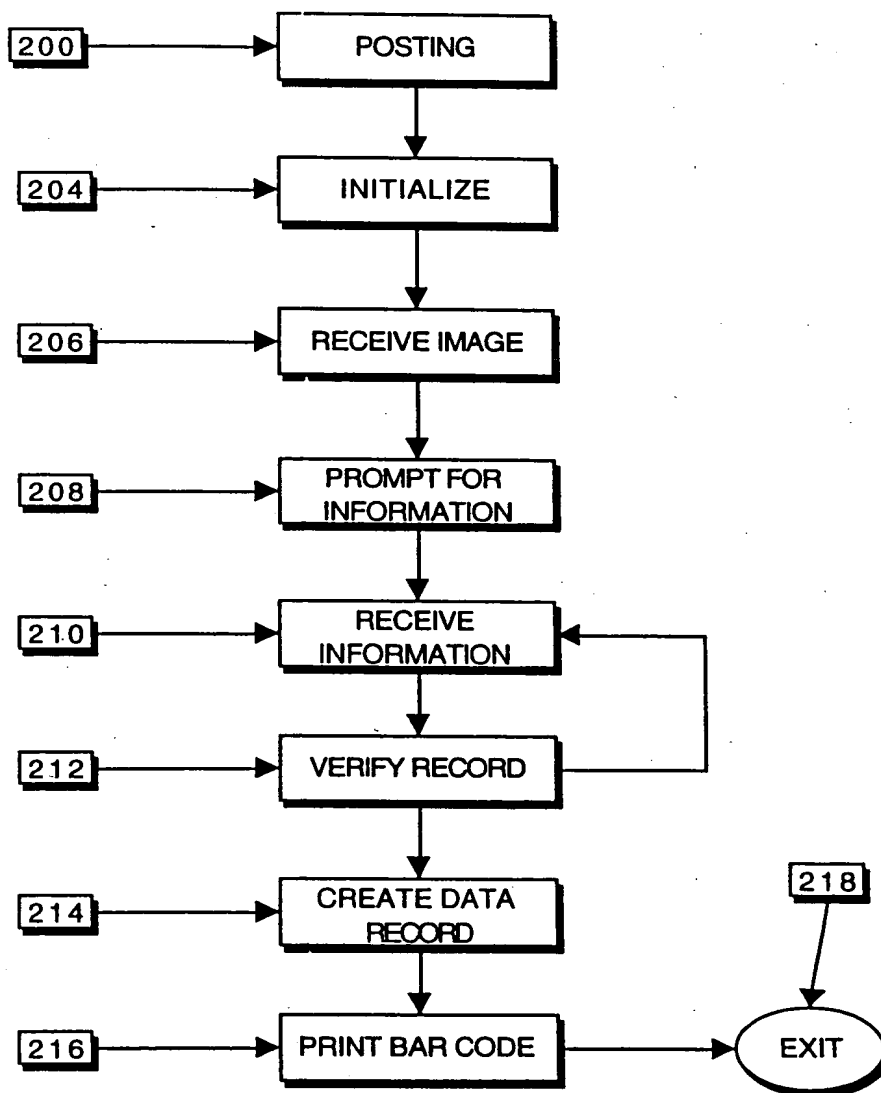 200
POSTING
204
INITIALIZE
206
RECEIVE IMAGE
208
PROMPT FOR
INFORMATION
210
RECEIVE
INFORMATION
212
VERIFY RECORD
214
CREATE DATA
RECORD
218
216
PRINT BAR CODE
EXIT